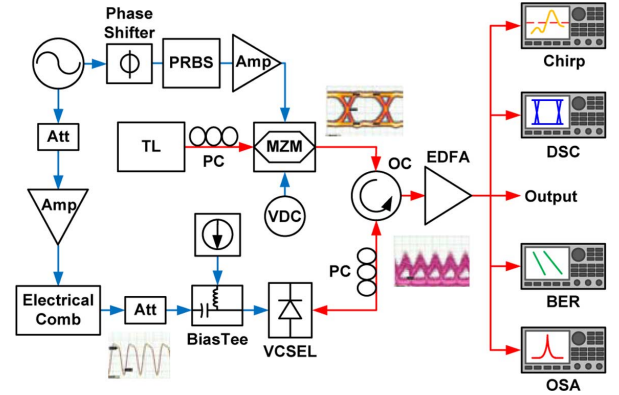 Phase
Shifter
ϕ
PRBS
Amp
Chirp
Att
TL
PC
MZM
OC
EDFA
DSC
Amp
VDC
Output
PC
Electrical
Comb
Att
BiasTee
VCSEL
BER
OSA